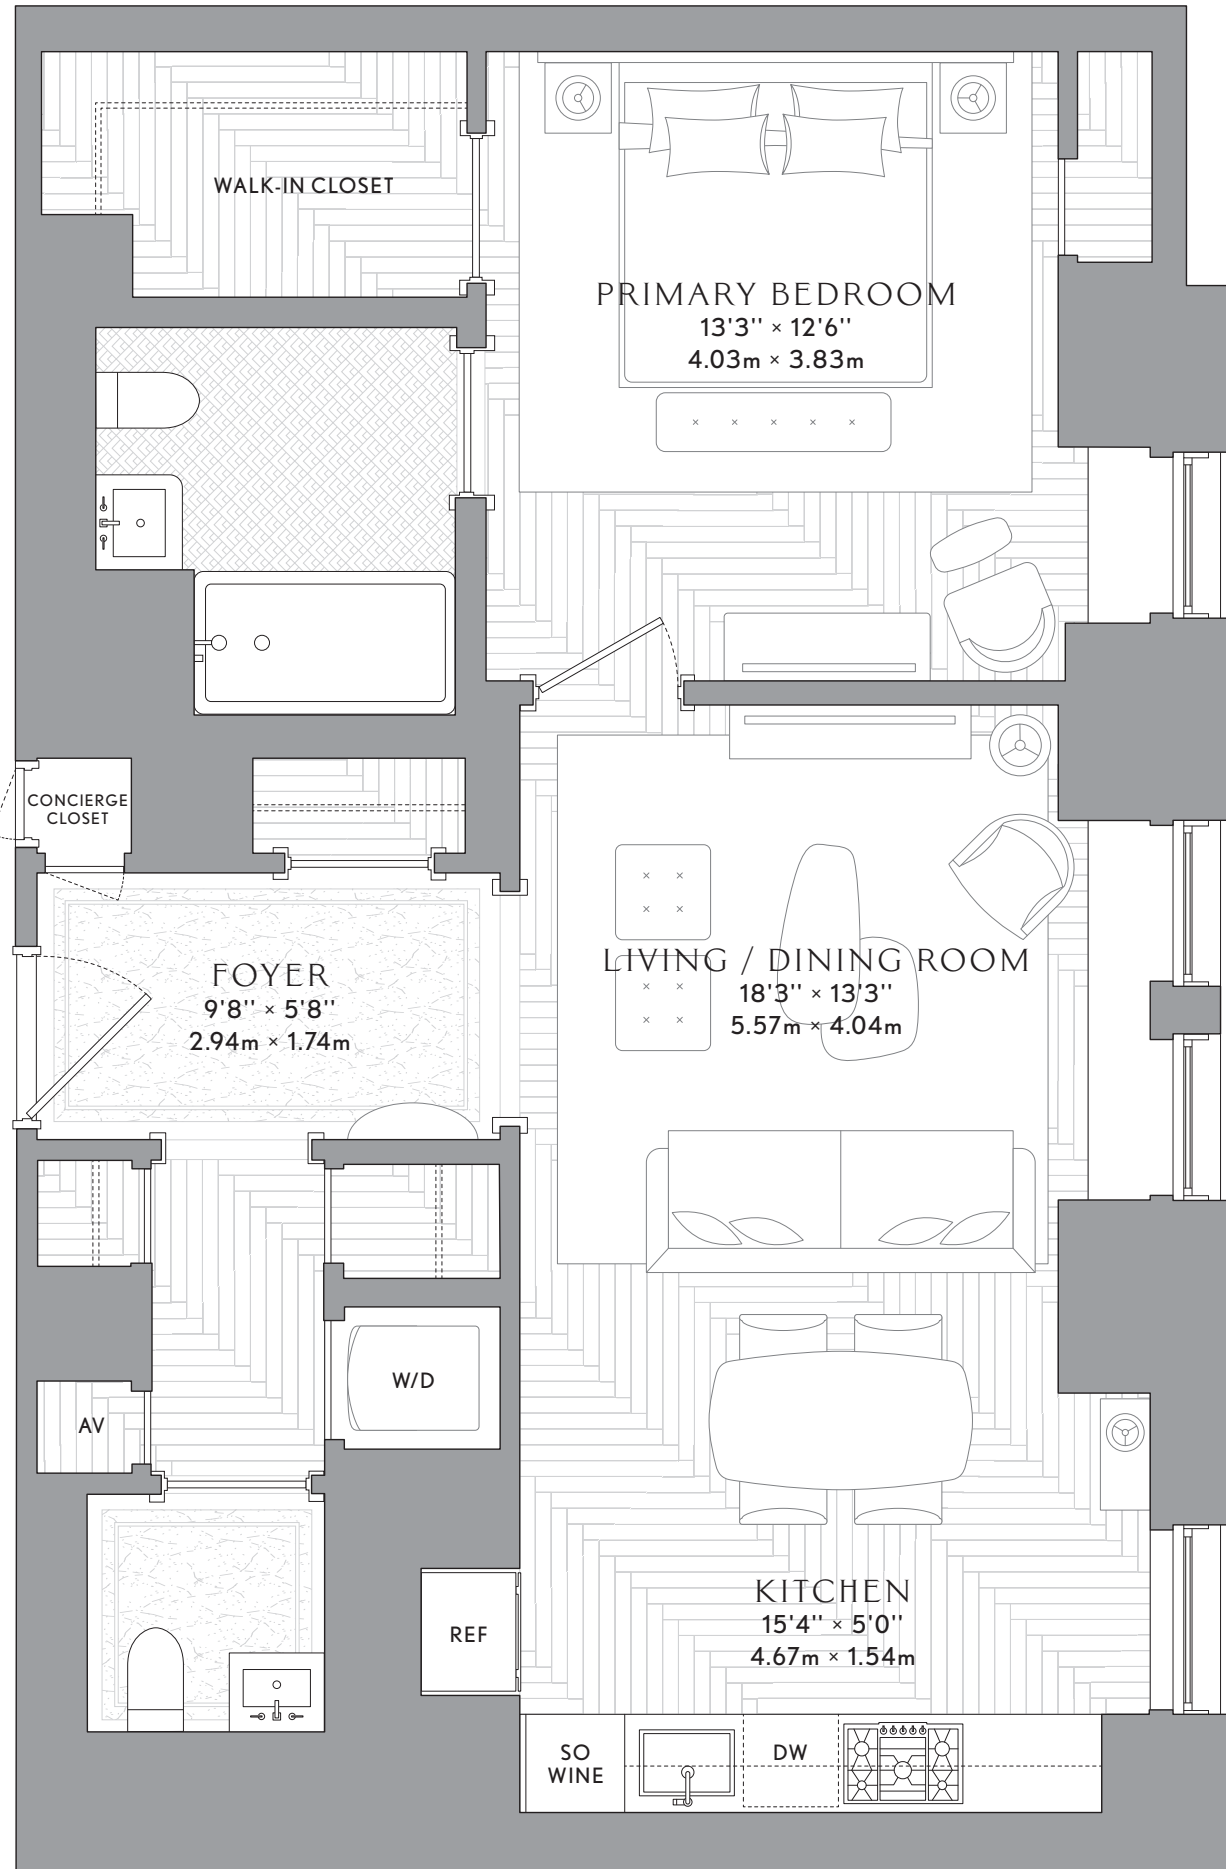 WALK-IN CLOSET
PRIMARY BEDROOM
13'3'' × 12'6''
4.03m × 3.83m
CONCIERGE
CLOSET
FOYER
9'8'' × 5'8''
2.94m × 1.74m
LIVING / DINING ROOM
18'3'' × 13'3''
5.57m × 4.04m
W/D
AV
KITCHEN
15'4'' × 5'0''
4.67m × 1.54m
REF
SO
WINE
DW